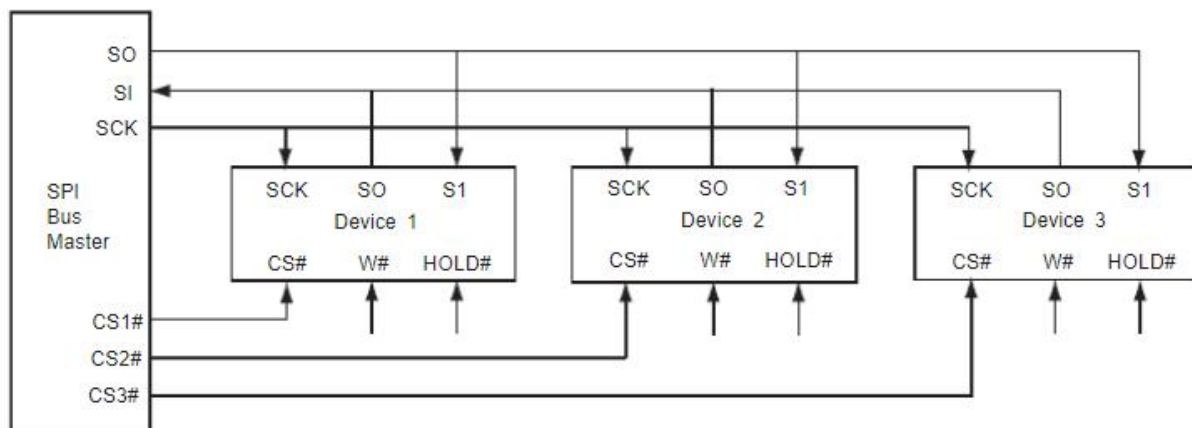 SO
SI
SCK
SPI
Bus
Master
CS1#
CS2#
CS3#
SCK SO S1
Device 1
CS# W# HOLD#
SCK SO S1
Device 2
CS# W# HOLD#
SCK SO S1
Device 3
CS# W# HOLD#